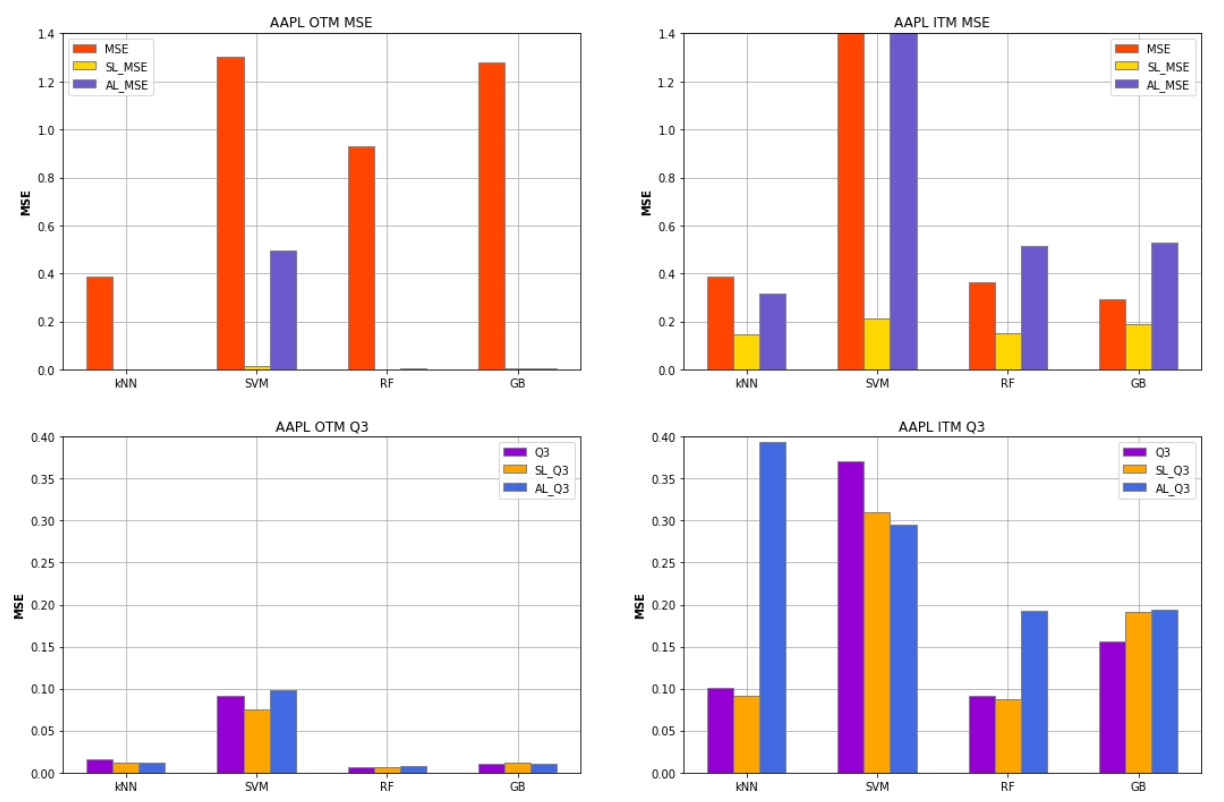 AAPL OTM MSE
1.4
1.2
1.0
0.8
0.6
0.4
0.2
0.0
MSE
MSE
SL_MSE
AL_MSE
kNN SVM RF GB
AAPL ITM MSE
1.4
1.2
1.0
0.8
0.6
0.4
0.2
0.0
MSE
MSE
SL_MSE
AL_MSE
kNN SVM RF GB
AAPL OTM Q3
0.40
0.35
0.30
0.25
0.20
0.15
0.10
0.05
0.00
MSE
Q3
SL_Q3
AL_Q3
kNN SVM RF GB
AAPL ITM Q3
0.40
0.35
0.30
0.25
0.20
0.15
0.10
0.05
0.00
MSE
Q3
SL_Q3
AL_Q3
kNN SVM RF GB